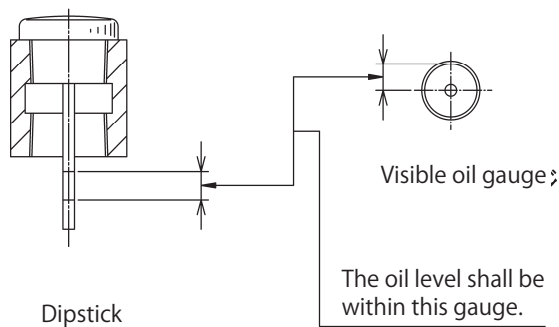 Visible oil gauge
The oil level shall be
within this gauge.
Dipstick